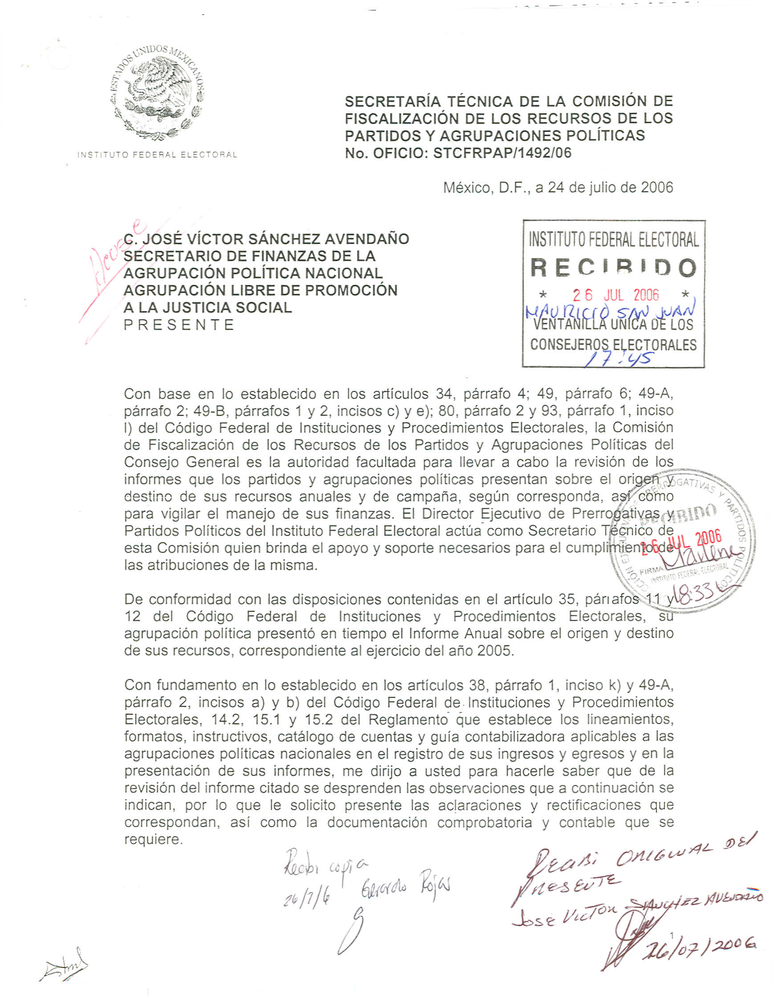 ESTADOS UNIDOS MEXICANOS
INSTITUTO FEDERAL ELECTORAL
SECRETARÍA TÉCNICA DE LA COMISIÓN DE
FISCALIZACIÓN DE LOS RECURSOS DE LOS
PARTIDOS Y AGRUPACIONES POLÍTICAS
No. OFICIO: STCFRPAP/1492/06
México, D.F., a 24 de julio de 2006
Acuse
C. JOSÉ VÍCTOR SÁNCHEZ AVENDAÑO
SECRETARIO DE FINANZAS DE LA
AGRUPACIÓN POLÍTICA NACIONAL
AGRUPACIÓN LIBRE DE PROMOCIÓN
A LA JUSTICIA SOCIAL
PRESENTE
INSTITUTO FEDERAL ELECTORAL
RECIBIDO
* 26 JUL 2006 *
MAURICIO SAN JUAN
VENTANILLA UNICA DE LOS
CONSEJEROS ELECTORALES
17:45
Con base en lo establecido en los artículos 34, párrafo 4; 49, párrafo 6; 49-A,
párrafo 2; 49-B, párrafos 1 y 2, incisos c) y e); 80, párrafo 2 y 93, párrafo 1, inciso
l) del Código Federal de Instituciones y Procedimientos Electorales, la Comisión
de Fiscalización de los Recursos de los Partidos y Agrupaciones Políticas del
Consejo General es la autoridad facultada para llevar a cabo la revisión de los
informes que los partidos y agrupaciones políticas presentan sobre el origen y
destino de sus recursos anuales y de campaña, según corresponda, así como
para vigilar el manejo de sus finanzas. El Director Ejecutivo de Prerrogativas y
Partidos Políticos del Instituto Federal Electoral actúa como Secretario Técnico de
esta Comisión quien brinda el apoyo y soporte necesarios para el cumplimiento de
las atribuciones de la misma.
PRERROGATIVAS Y PARTIDOS POLÍTICOS
RECIBIDO
26 JUL 2006
FIRMA Marlene
INSTITUTO FEDERAL ELECTORAL
18:33
De conformidad con las disposiciones contenidas en el artículo 35, párrafos 11 y
12 del Código Federal de Instituciones y Procedimientos Electorales, su
agrupación política presentó en tiempo el Informe Anual sobre el origen y destino
de sus recursos, correspondiente al ejercicio del año 2005.
Con fundamento en lo establecido en los artículos 38, párrafo 1, inciso k) y 49-A,
párrafo 2, incisos a) y b) del Código Federal de Instituciones y Procedimientos
Electorales, 14.2, 15.1 y 15.2 del Reglamento que establece los lineamientos,
formatos, instructivos, catálogo de cuentas y guía contabilizadora aplicables a las
agrupaciones políticas nacionales en el registro de sus ingresos y egresos y en la
presentación de sus informes, me dirijo a usted para hacerle saber que de la
revisión del informe citado se desprenden las observaciones que a continuación se
indican, por lo que le solicito presente las aclaraciones y rectificaciones que
correspondan, así como la documentación comprobatoria y contable que se
requiere.
Recibi copia
26/7/6 Gerardo Rojas
RECIBI ORIGINAL DEL
PRESENTE
JOSE VICTOR SANCHEZ AVENDAÑO
1
26/07/2006